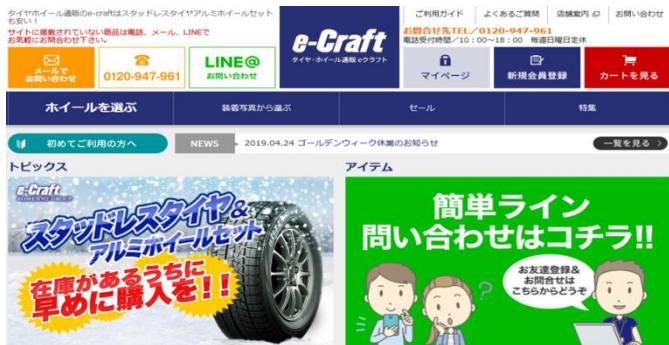 タイヤホイール通販のe-craftはスタッドレスタイヤアルミホイールセット
も安い！
サイトに掲載されていない商品は電話、メール、LINEで
お気軽にお問合せ下さい。
メールで
お問い合わせ
0120-947-961
LINE@
お問い合わせ
e-Craft
タイヤ・ホイール通販 eクラフト
ご利用ガイド
よくあるご質問
店舗案内
お問い合わせ
お問合せ先TEL／0120-947-961
電話受付時間／10：00～18：00 毎週日曜日定休
マイページ
新規会員登録
カートを見る
ホイールを選ぶ
装着写真から選ぶ
セール
特集
初めてご利用の方へ
NEWS
2019.04.24 ゴールデンウィーク休業のお知らせ
一覧を見る
トピックス
e-Craft
KOMERIYO GROUP
スタッドレスタイヤ&
アルミホイールセット
在庫があるうちに
早めに購入を!!
アイテム
簡単ライン
問い合わせはコチラ!!
お友達登録&
お問合せは
こちらからどうぞ